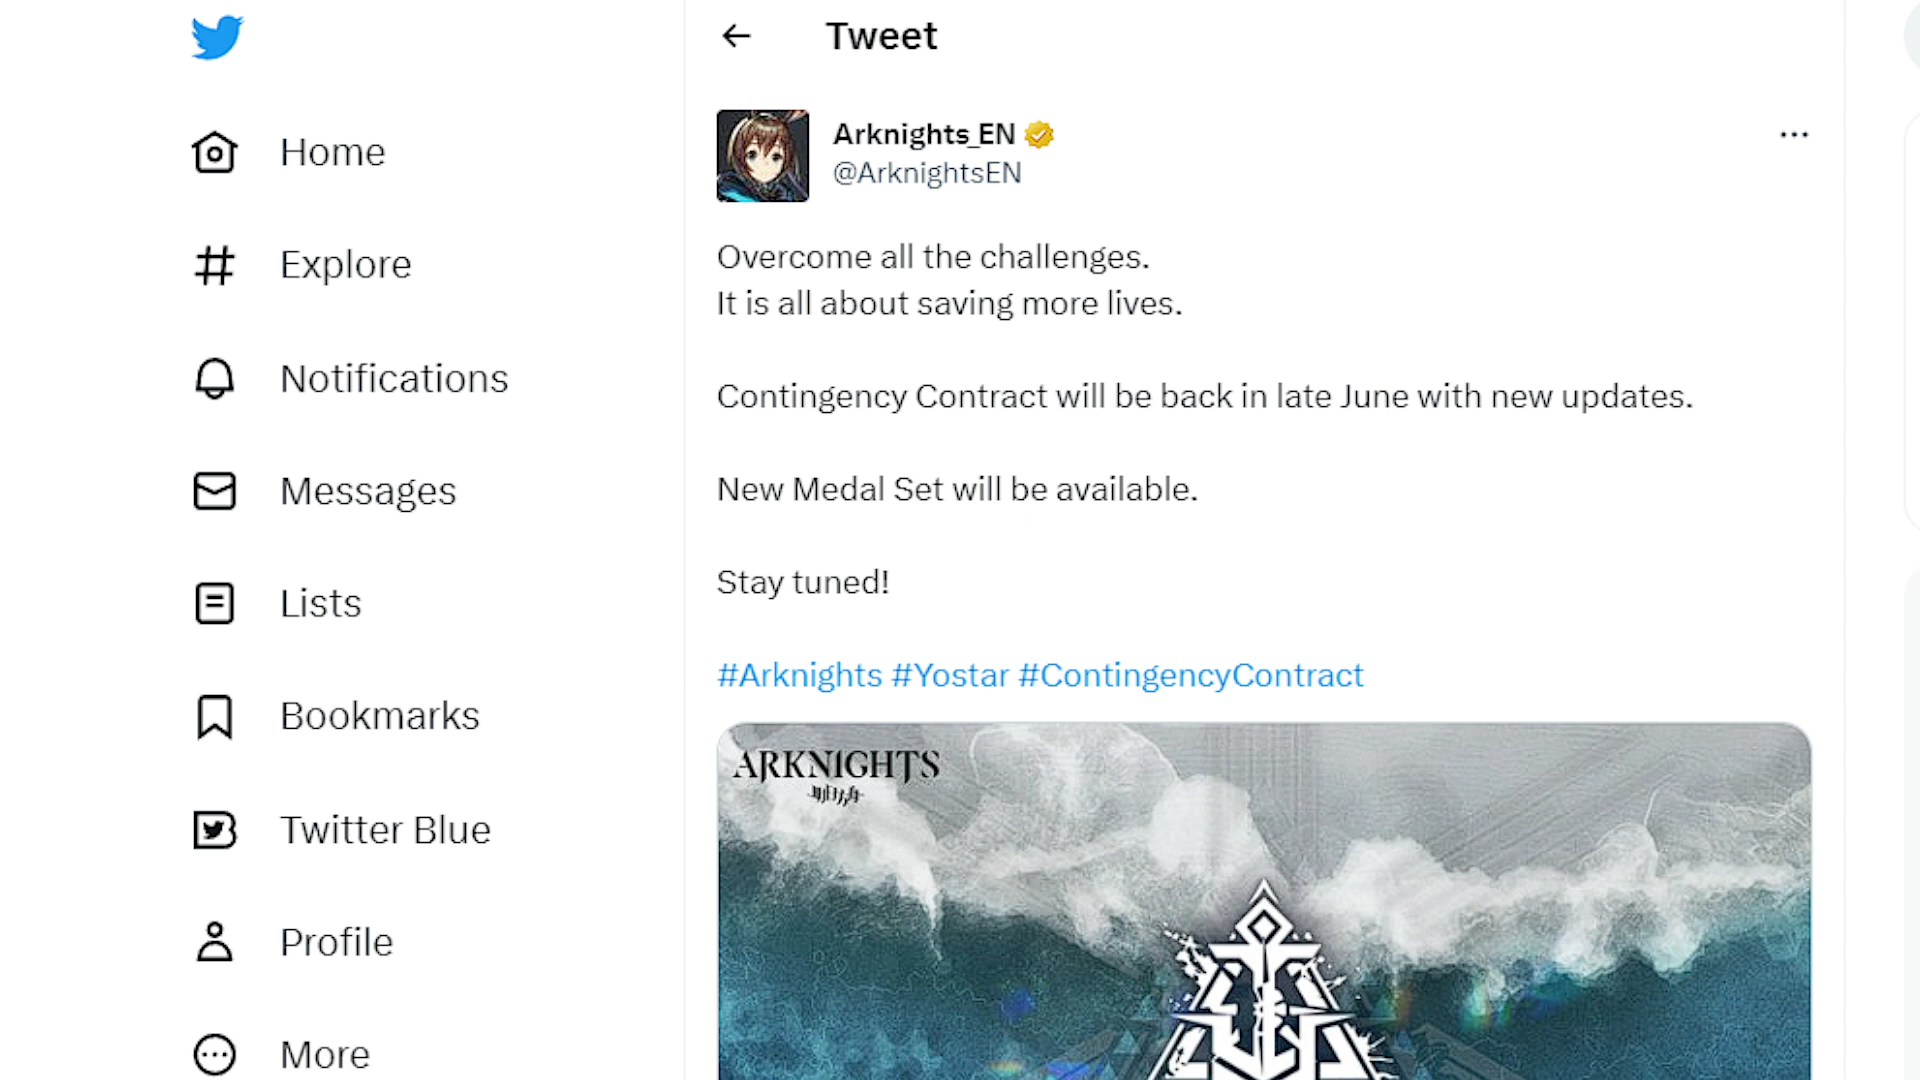 Tweet
Home
Explore
Notifications
Messages
Lists
Bookmarks
Twitter Blue
Profile
More
Arknights_EN
@ArknightsEN
Overcome all the challenges.
It is all about saving more lives.
Contingency Contract will be back in late June with new updates.
New Medal Set will be available.
Stay tuned!
#Arknights #Yostar #ContingencyContract
ARKNIGHTS
明日方舟